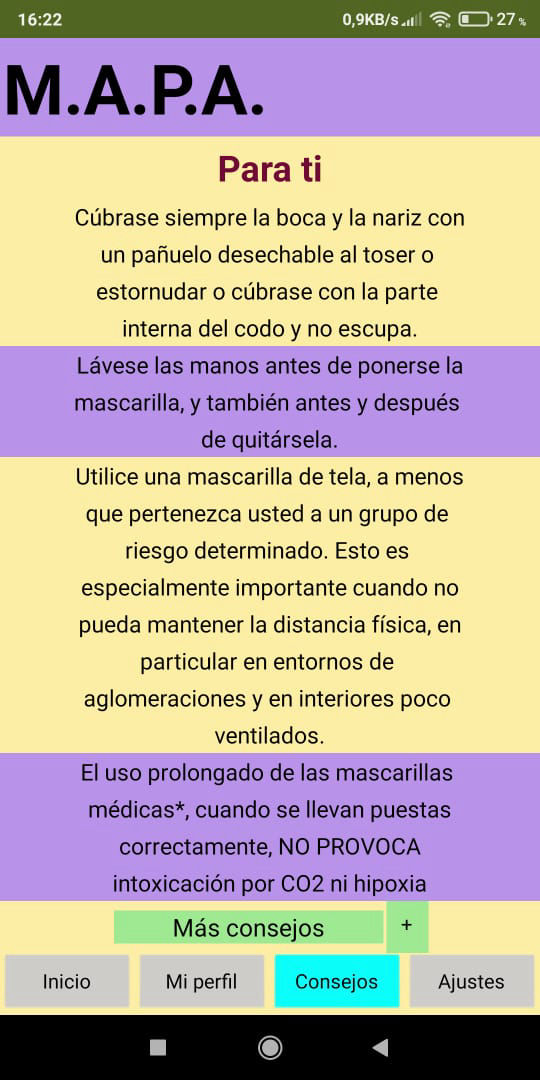 16:22
0,9KB/s
27 %
M.A.P.A.
Para ti
Cúbrase siempre la boca y la nariz con
un pañuelo desechable al toser o
estornudar o cúbrase con la parte
interna del codo y no escupa.
Lávese las manos antes de ponerse la
mascarilla, y también antes y después
de quitársela.
Utilice una mascarilla de tela, a menos
que pertenezca usted a un grupo de
riesgo determinado. Esto es
especialmente importante cuando no
pueda mantener la distancia física, en
particular en entornos de
aglomeraciones y en interiores poco
ventilados.
El uso prolongado de las mascarillas
médicas*, cuando se llevan puestas
correctamente, NO PROVOCA
intoxicación por CO2 ni hipoxia
Más consejos
+
Inicio
Mi perfil
Consejos
Ajustes